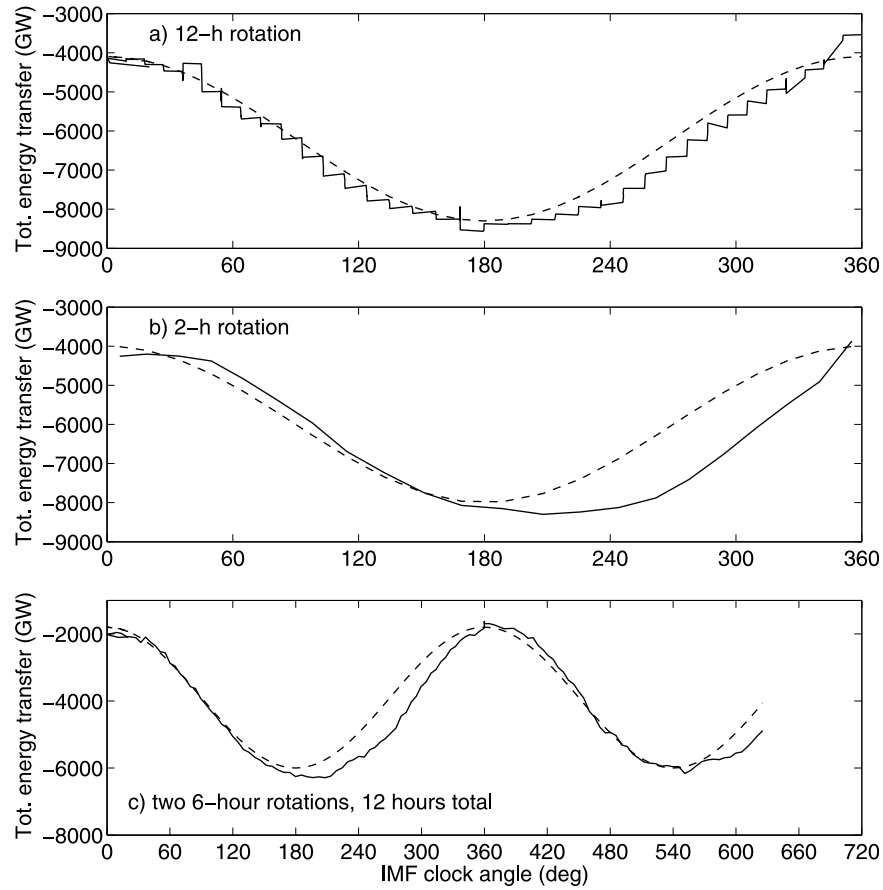 a) 12-h rotation
Tot. energy transfer (GW)
-3000
-4000
-5000
-6000
-7000
-8000
-9000
0 60 120 180 240 300 360
b) 2-h rotation
Tot. energy transfer (GW)
-3000
-4000
-5000
-6000
-7000
-8000
-9000
0 60 120 180 240 300 360
Tot. energy transfer (GW)
-2000
-4000
-6000
-8000
c) two 6-hour rotations, 12 hours total
0 60 120 180 240 300 360 420 480 540 600 660 720
IMF clock angle (deg)